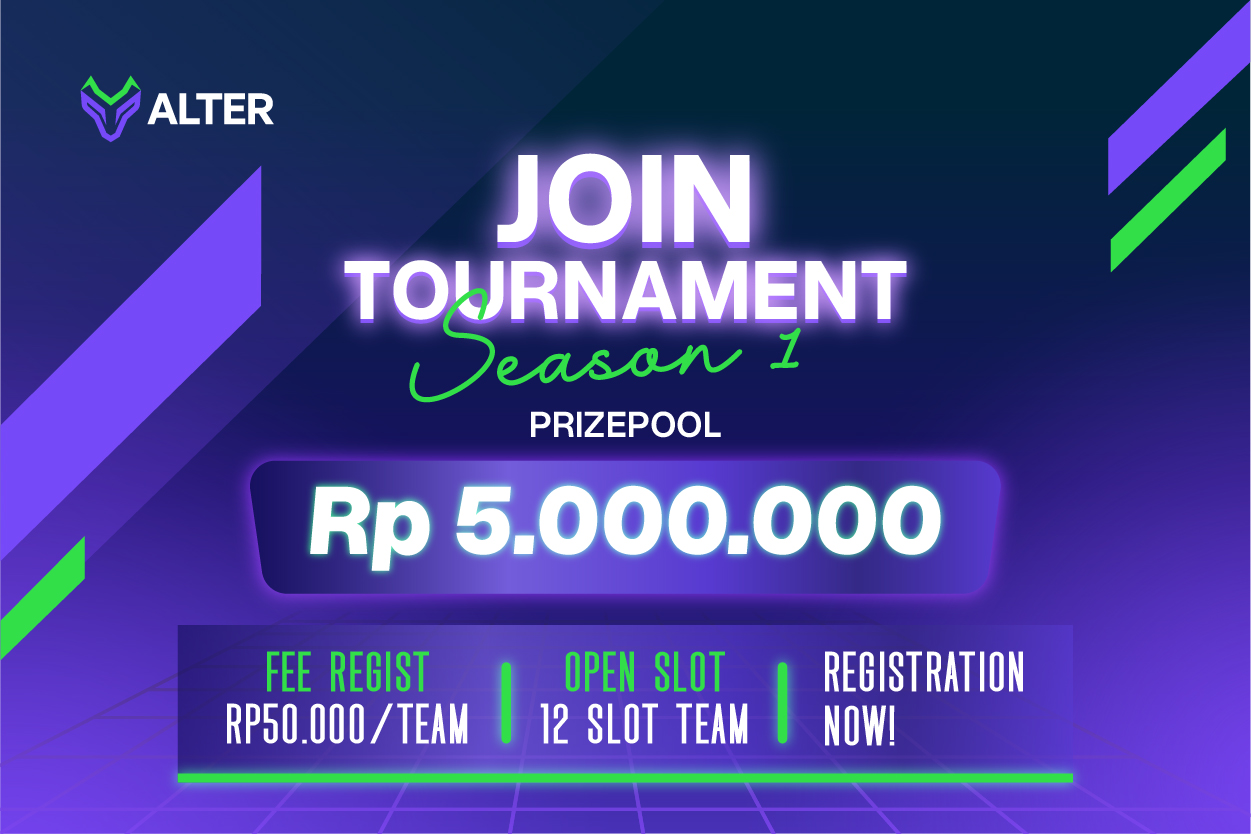 ALTER
JOIN
TOURNAMENT
Season 1
PRIZEPOOL
Rp 5.000.000
FEE REGIST
RP50.000/TEAM
OPEN SLOT
12 SLOT TEAM
REGISTRATION
NOW!